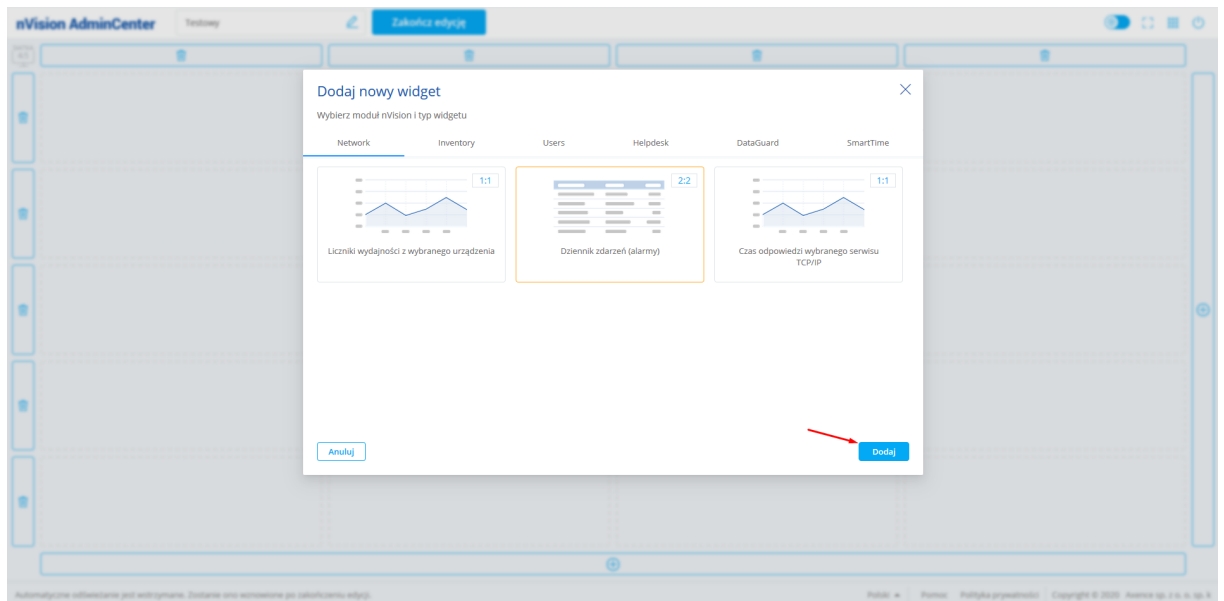 nVision AdminCenter
Testowy
Zakończ edycję
Dodaj nowy widget
Wybierz moduł nVision i typ widgetu
Network
Inventory
Users
Helpdesk
DataGuard
SmartTime
1:1
Liczniki wydajności z wybranego urządzenia
2:2
Dziennik zdarzeń (alarmy)
1:1
Czas odpowiedzi wybranego serwisu
TCP/IP
Anuluj
Dodaj
Automatyczne odświeżanie jest wstrzymane. Zostanie ono wznowione po zakończeniu edycji.
Polski
Pomoc
Polityka prywatności
Copyright © 2020 Axence sp. z o. o. sp. k